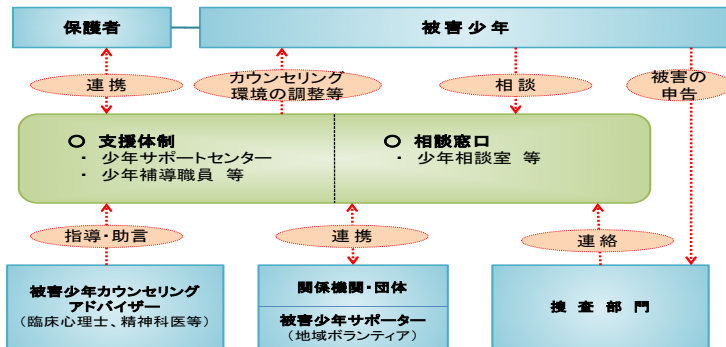 保護者
被害少年
連携
カウンセリング
環境の調整等
相談
被害の
申告
○ 支援体制
・ 少年サポートセンター
・ 少年補導職員 等
○ 相談窓口
・ 少年相談室 等
指導・助言
連携
連絡
被害少年カウンセリング
アドバイザー
（臨床心理士、精神科医等）
関係機関・団体
被害少年サポーター
（地域ボランティア）
捜査部門